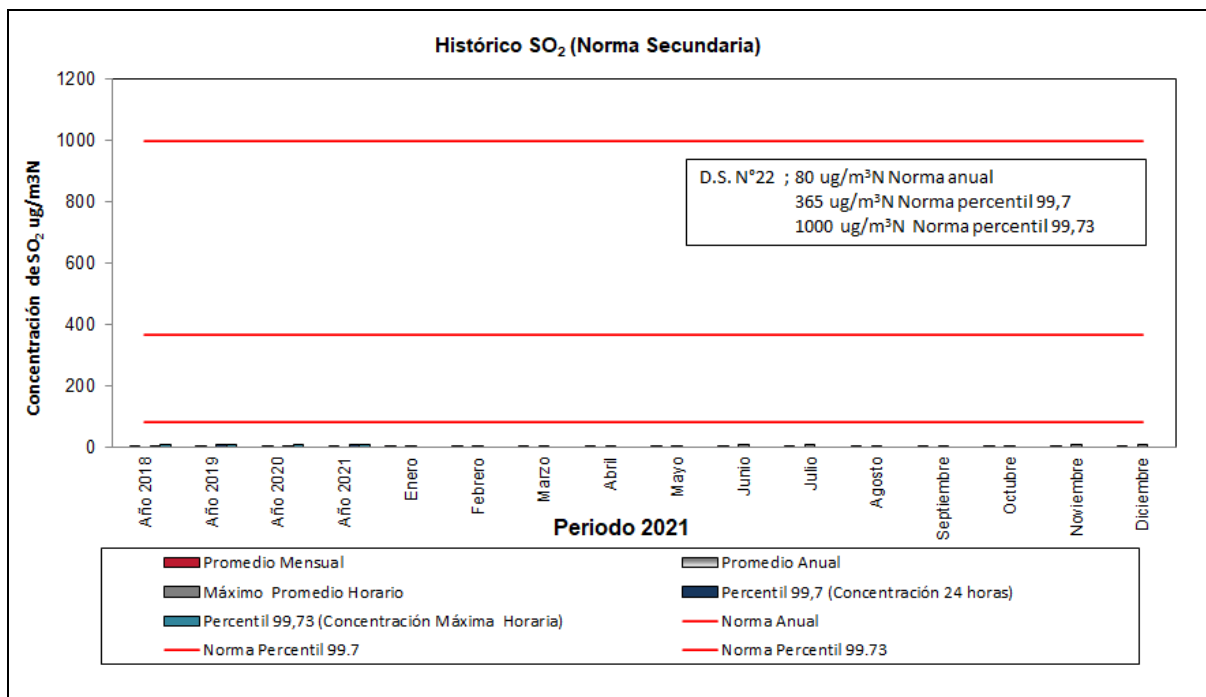 Histórico SO₂ (Norma Secundaria)
Concentración de SO₂ ug/m3N
1200
1000
800
600
400
200
0
D.S. N°22 ; 80 ug/m³N Norma anual
365 ug/m³N Norma percentil 99,7
1000 ug/m³N Norma percentil 99,73
Año 2018
Año 2019
Año 2020
Año 2021
Enero
Febrero
Marzo
Abril
Mayo
Junio
Julio
Agosto
Septiembre
Octubre
Noviembre
Diciembre
Periodo 2021
Promedio Mensual
Promedio Anual
Máximo Promedio Horario
Percentil 99,7 (Concentración 24 horas)
Percentil 99,73 (Concentración Máxima Horaria)
Norma Anual
Norma Percentil 99.7
Norma Percentil 99.73